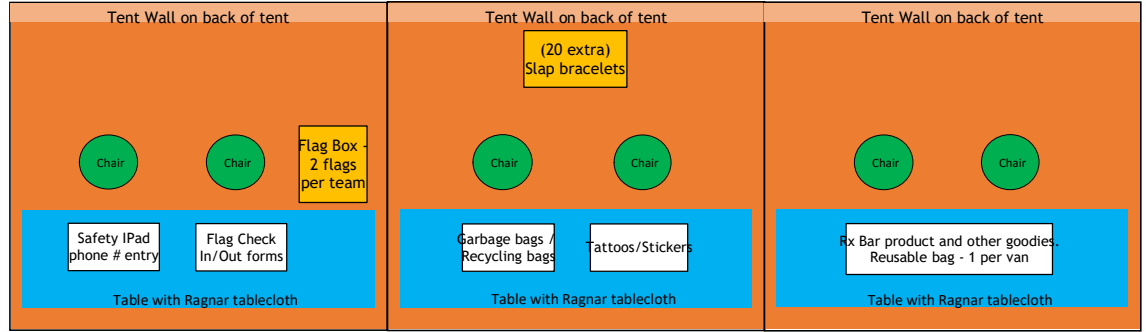 Tent Wall on back of tent
Chair
Chair
Flag Box -
2 flags
per team
Safety IPad
phone # entry
Flag Check
In/Out forms
Table with Ragnar tablecloth
Tent Wall on back of tent
(20 extra)
Slap bracelets
Chair
Chair
Garbage bags /
Recycling bags
Tattoos/Stickers
Table with Ragnar tablecloth
Tent Wall on back of tent
Chair
Chair
Rx Bar product and other goodies.
Reusable bag - 1 per van
Table with Ragnar tablecloth